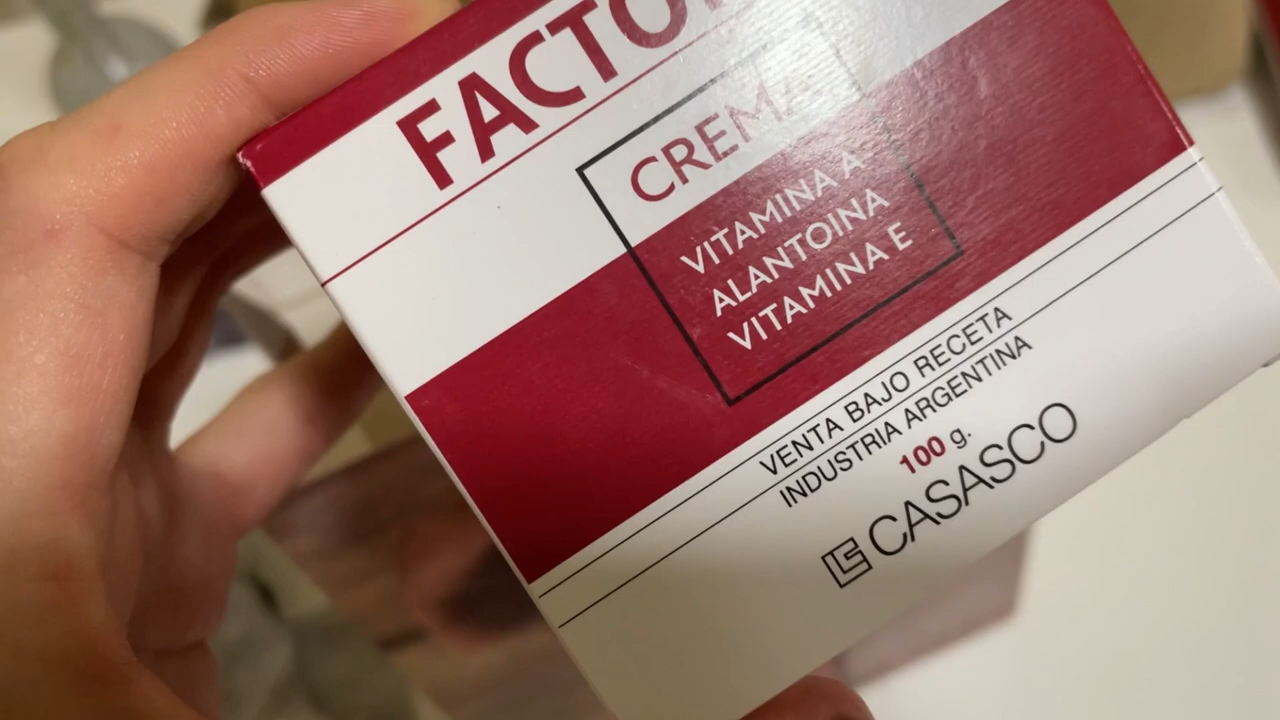 CREMA
VITAMINA A
ALANTOINA
VITAMINA E
VENTA BAJO RECETA
INDUSTRIA ARGENTINA
100 g.
CASASCO